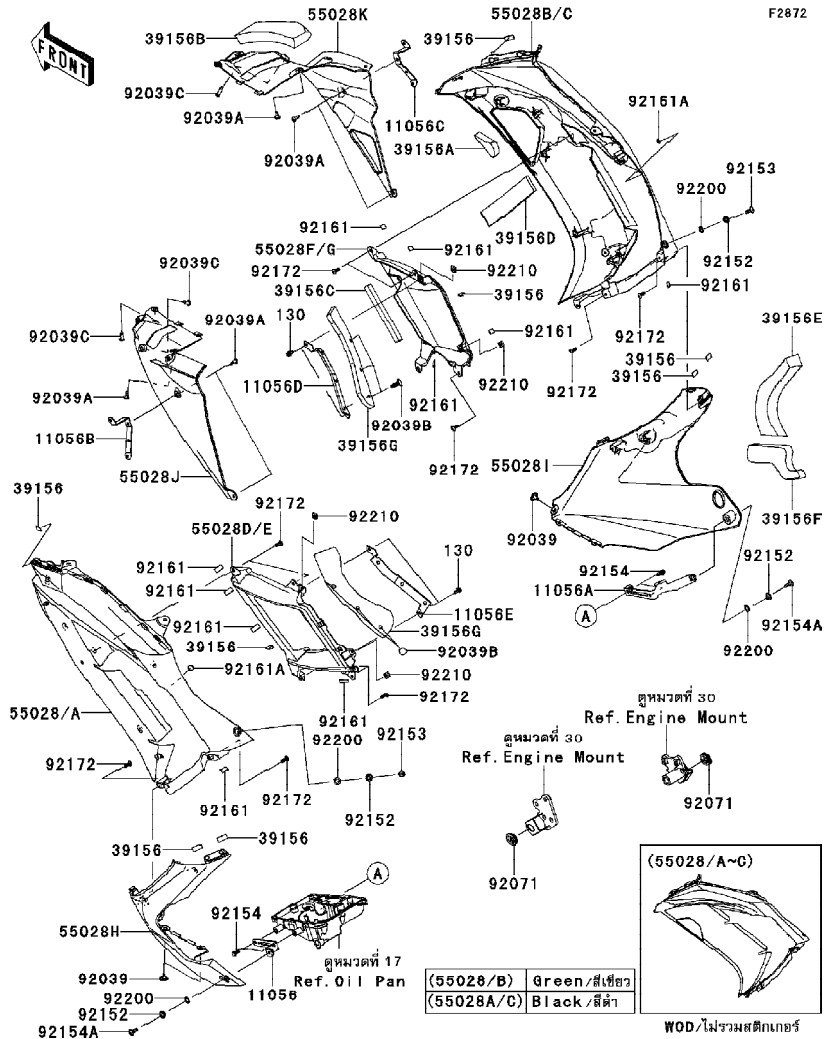 55028K
55028B/C
F2872
39156B
39156
FRONT
92039C
92161A
92039A
11056C
92039A
39156A
92153
92200
92161
39156D
55028F/G
92161
92152
92039C
92172
92210
39156C
39156
92161
92039A
130
92161
92172
39156E
92039C
39156
92210
39156
92172
11056D
92161
92039A
92039B
11056B
39156G
92172
55028I
55028J
39156
92172
92210
39156F
55028D/E
92039
92161
130
92152
92154
92161
11056A
11056E
A
92161
39156G
92154A
92200
39156
92039B
92161A
92210
92172
ดูหมวดที่ 30
Ref.Engine Mount
55028/A
92161
92153
ดูหมวดที่ 30
Ref.Engine Mount
92200
92172
92172
92161
92152
92071
39156
39156
92071
(55028/A~C)
A
92154
55028H
ดูหมวดที่ 17
Ref.Oil Pan
92039
11056
92200
(55028/B) Green/สีเขียว
(55028A/C) Black/สีดำ
92152
92154A
WOD/ไม่รวมสติกเกอร์